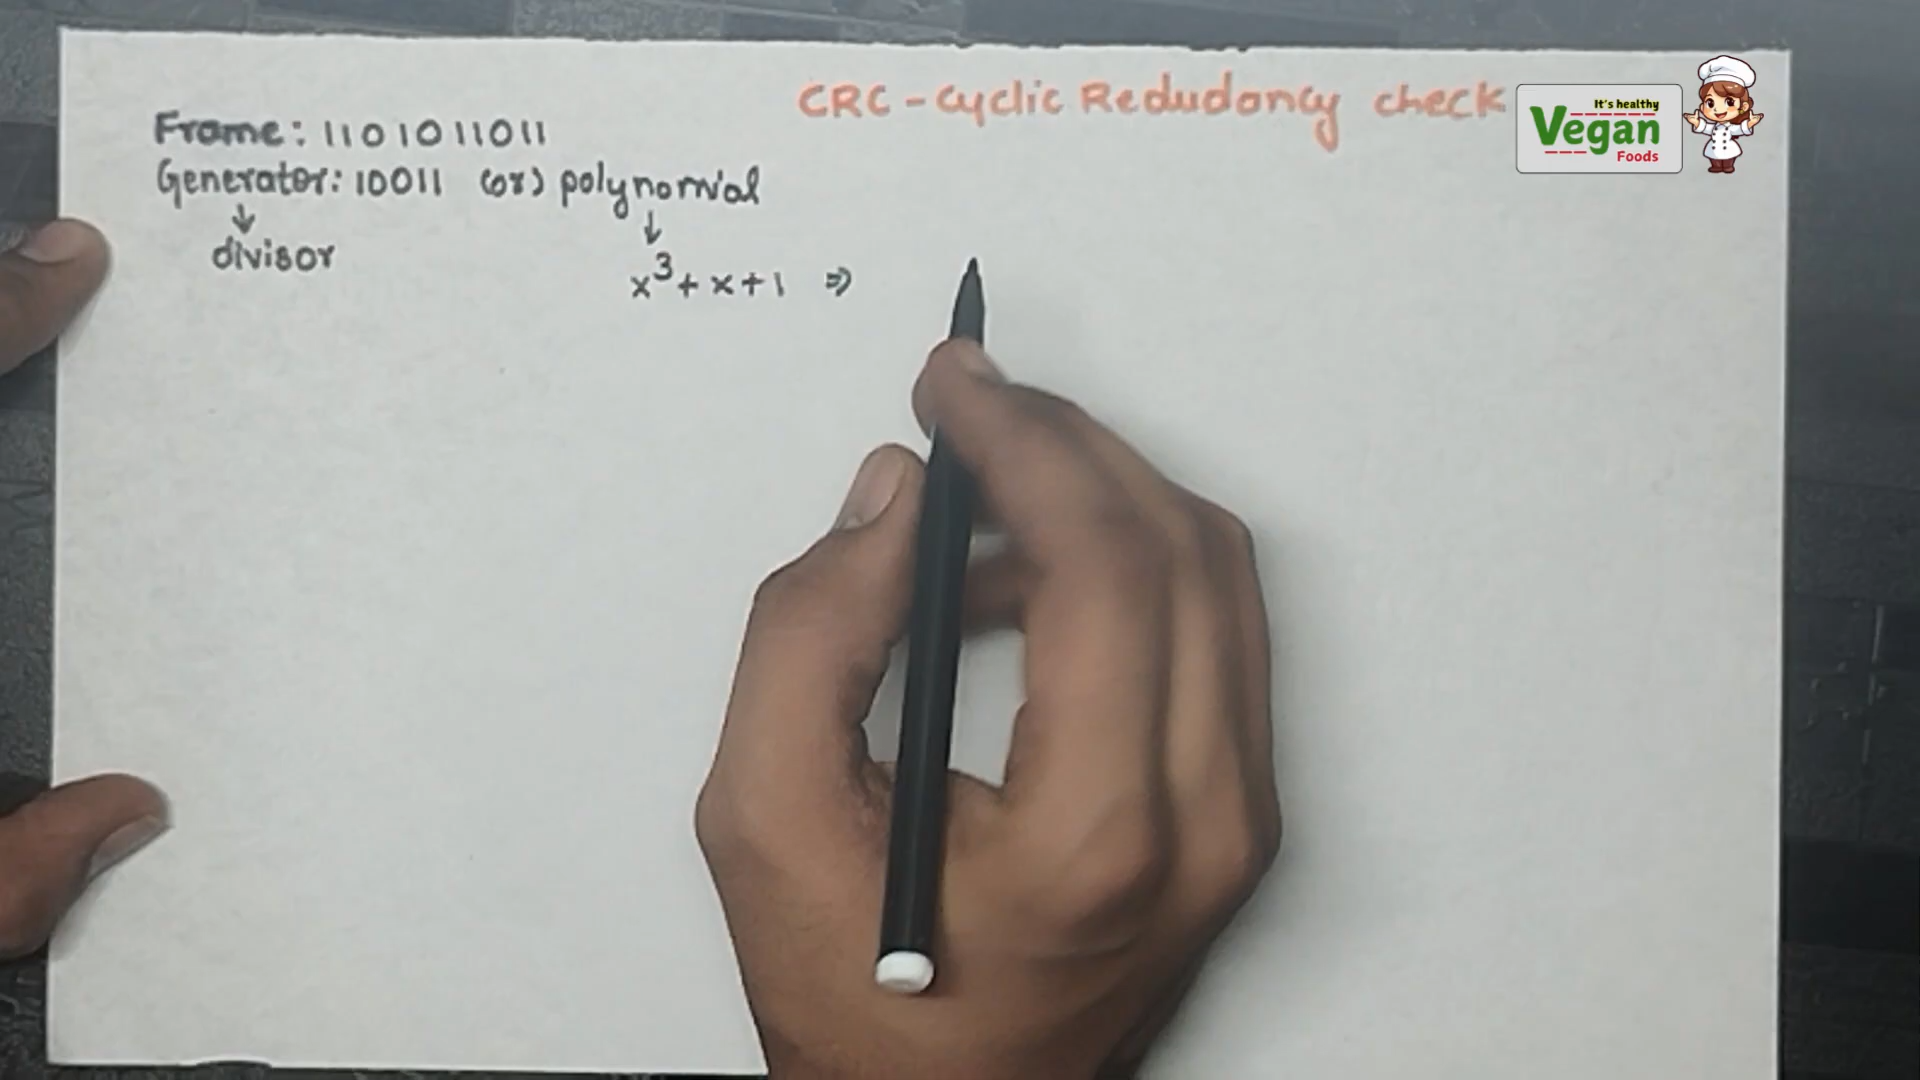 CRC - Cyclic Redudancy check
Frame: 1101011011
Generator: 10011 (or) polynomial
↓ ↓
divisor
x³ + x + 1 ⇒
It's healthy
Vegan
Foods